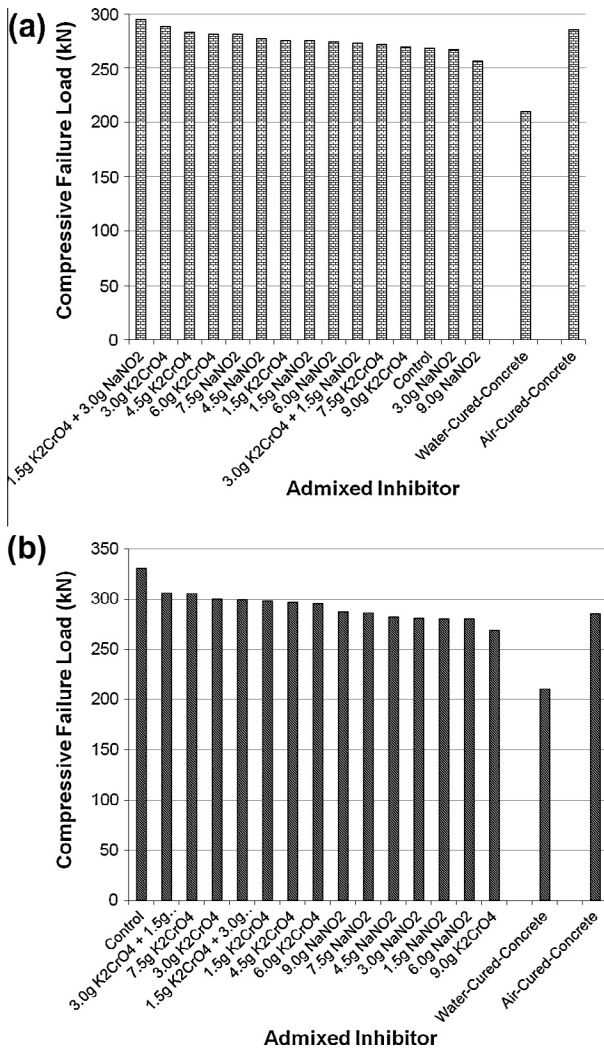 (a)
Compressive Failure Load (kN)
300
250
200
150
100
50
0
1.5g K2CrO4 + 3.0g NaNO2
3.0g K2CrO4
4.5g K2CrO4
6.0g K2CrO4
7.5g NaNO2
4.5g NaNO2
1.5g K2CrO4
1.5g NaNO2
6.0g NaNO2
3.0g K2CrO4 + 1.5g NaNO2
7.5g K2CrO4
9.0g K2CrO4
Control
3.0g NaNO2
9.0g NaNO2
Water-Cured-Concrete
Air-Cured-Concrete
Admixed Inhibitor
(b)
Compressive Failure Load (kN)
350
300
250
200
150
100
50
0
Control
3.0g K2CrO4 + 1.5g..
7.5g K2CrO4
3.0g K2CrO4
1.5g K2CrO4 + 3.0g..
1.5g K2CrO4
4.5g K2CrO4
6.0g K2CrO4
9.0g NaNO2
7.5g NaNO2
4.5g NaNO2
3.0g NaNO2
1.5g NaNO2
6.0g NaNO2
9.0g K2CrO4
Water-Cured-Concrete
Air-Cured-Concrete
Admixed Inhibitor